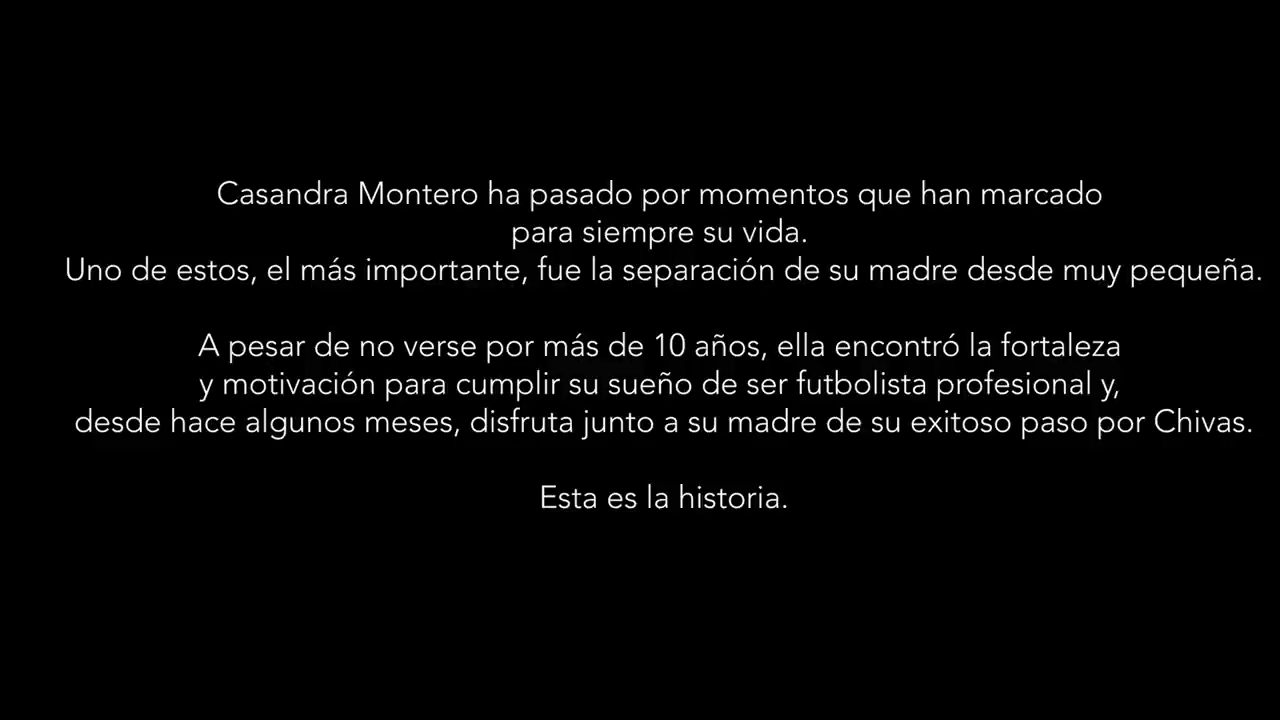 Casandra Montero ha pasado por momentos que han marcado
para siempre su vida.
Uno de estos, el más importante, fue la separación de su madre desde muy pequeña.
A pesar de no verse por más de 10 años, ella encontró la fortaleza
y motivación para cumplir su sueño de ser futbolista profesional y,
desde hace algunos meses, disfruta junto a su madre de su exitoso paso por Chivas.
Esta es la historia.